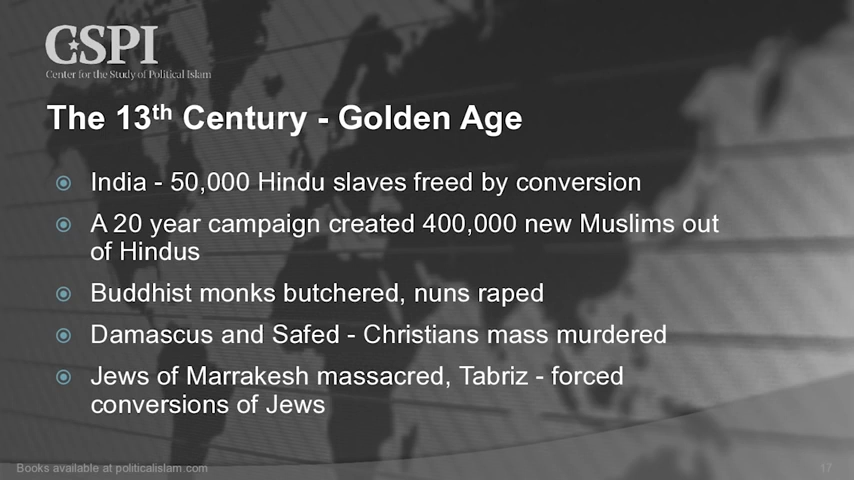 CSPI
Center for the Study of Political Islam
The 13th Century - Golden Age
India - 50,000 Hindu slaves freed by conversion
A 20 year campaign created 400,000 new Muslims out
of Hindus
Buddhist monks butchered, nuns raped
Damascus and Safed - Christians mass murdered
Jews of Marrakesh massacred, Tabriz - forced
conversions of Jews
Books available at politicalislam.com
17